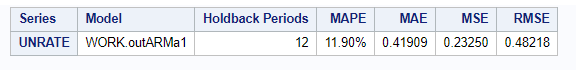 Series Model Holdback Periods MAPE MAE MSE RMSE
UNRATE WORK.outARMa1 12 11.90% 0.41909 0.23250 0.48218